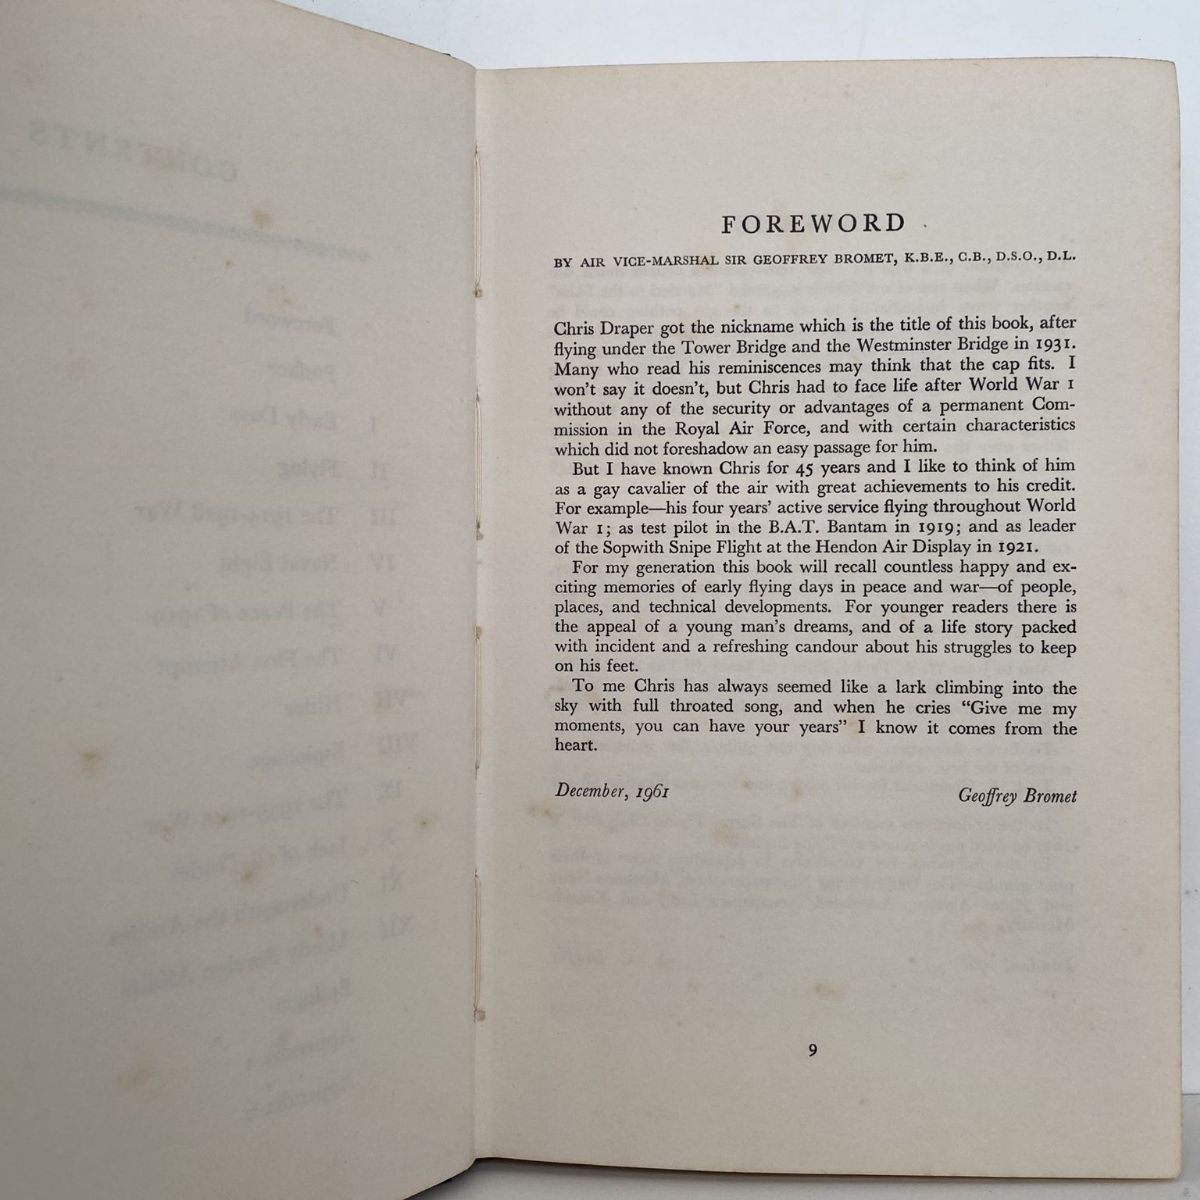 FOREWORD
BY AIR VICE-MARSHAL SIR GEOFFREY BROMET, K.B.E., C.B., D.S.O., D.L.
Chris Draper got the nickname which is the title of this book, after
flying under the Tower Bridge and the Westminster Bridge in 1931.
Many who read his reminiscences may think that the cap fits. I
won't say it doesn't, but Chris had to face life after World War 1
without any of the security or advantages of a permanent Com-
mission in the Royal Air Force, and with certain characteristics
which did not foreshadow an easy passage for him.
But I have known Chris for 45 years and I like to think of him
as a gay cavalier of the air with great achievements to his credit.
For example—his four years' active service flying throughout World
War 1; as test pilot in the B.A.T. Bantam in 1919; and as leader
of the Sopwith Snipe Flight at the Hendon Air Display in 1921.
For my generation this book will recall countless happy and ex-
citing memories of early flying days in peace and war—of people,
places, and technical developments. For younger readers there is
the appeal of a young man's dreams, and of a life story packed
with incident and a refreshing candour about his struggles to keep
on his feet.
To me Chris has always seemed like a lark climbing into the
sky with full throated song, and when he cries "Give me my
moments, you can have your years" I know it comes from the
heart.
December, 1961 Geoffrey Bromet
9